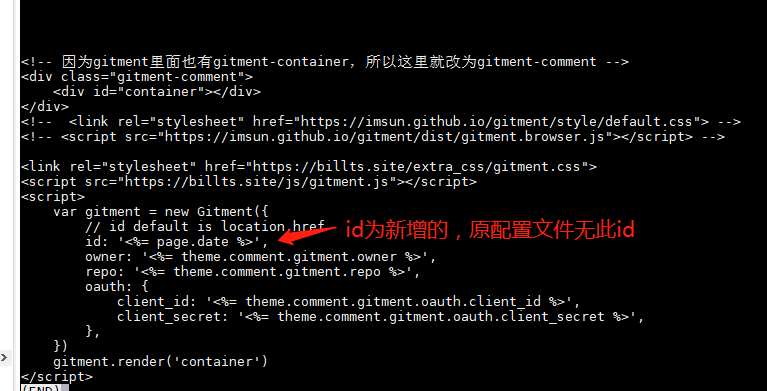 <!-- 因为gitment里面也有gitment-container，所以这里就改为gitment-comment -->
<div class="gitment-comment">
    <div id="container"></div>
</div>
<!--  <link rel="stylesheet" href="https://imsun.github.io/gitment/style/default.css"> -->
<!-- <script src="https://imsun.github.io/gitment/dist/gitment.browser.js"></script> -->
<link rel="stylesheet" href="https://billts.site/extra_css/gitment.css">
<script src="https://billts.site/js/gitment.js"></script>
<script>
    var gitment = new Gitment({
        // id default is location.href
        id: '<%= page.date %>',
id为新增的，原配置文件无此id
        owner: '<%= theme.comment.gitment.owner %>',
        repo: '<%= theme.comment.gitment.repo %>',
        oauth: {
            client_id: '<%= theme.comment.gitment.oauth.client_id %>',
            client_secret: '<%= theme.comment.gitment.oauth.client_secret %>',
        },
    })
    gitment.render('container')
</script>
(END)